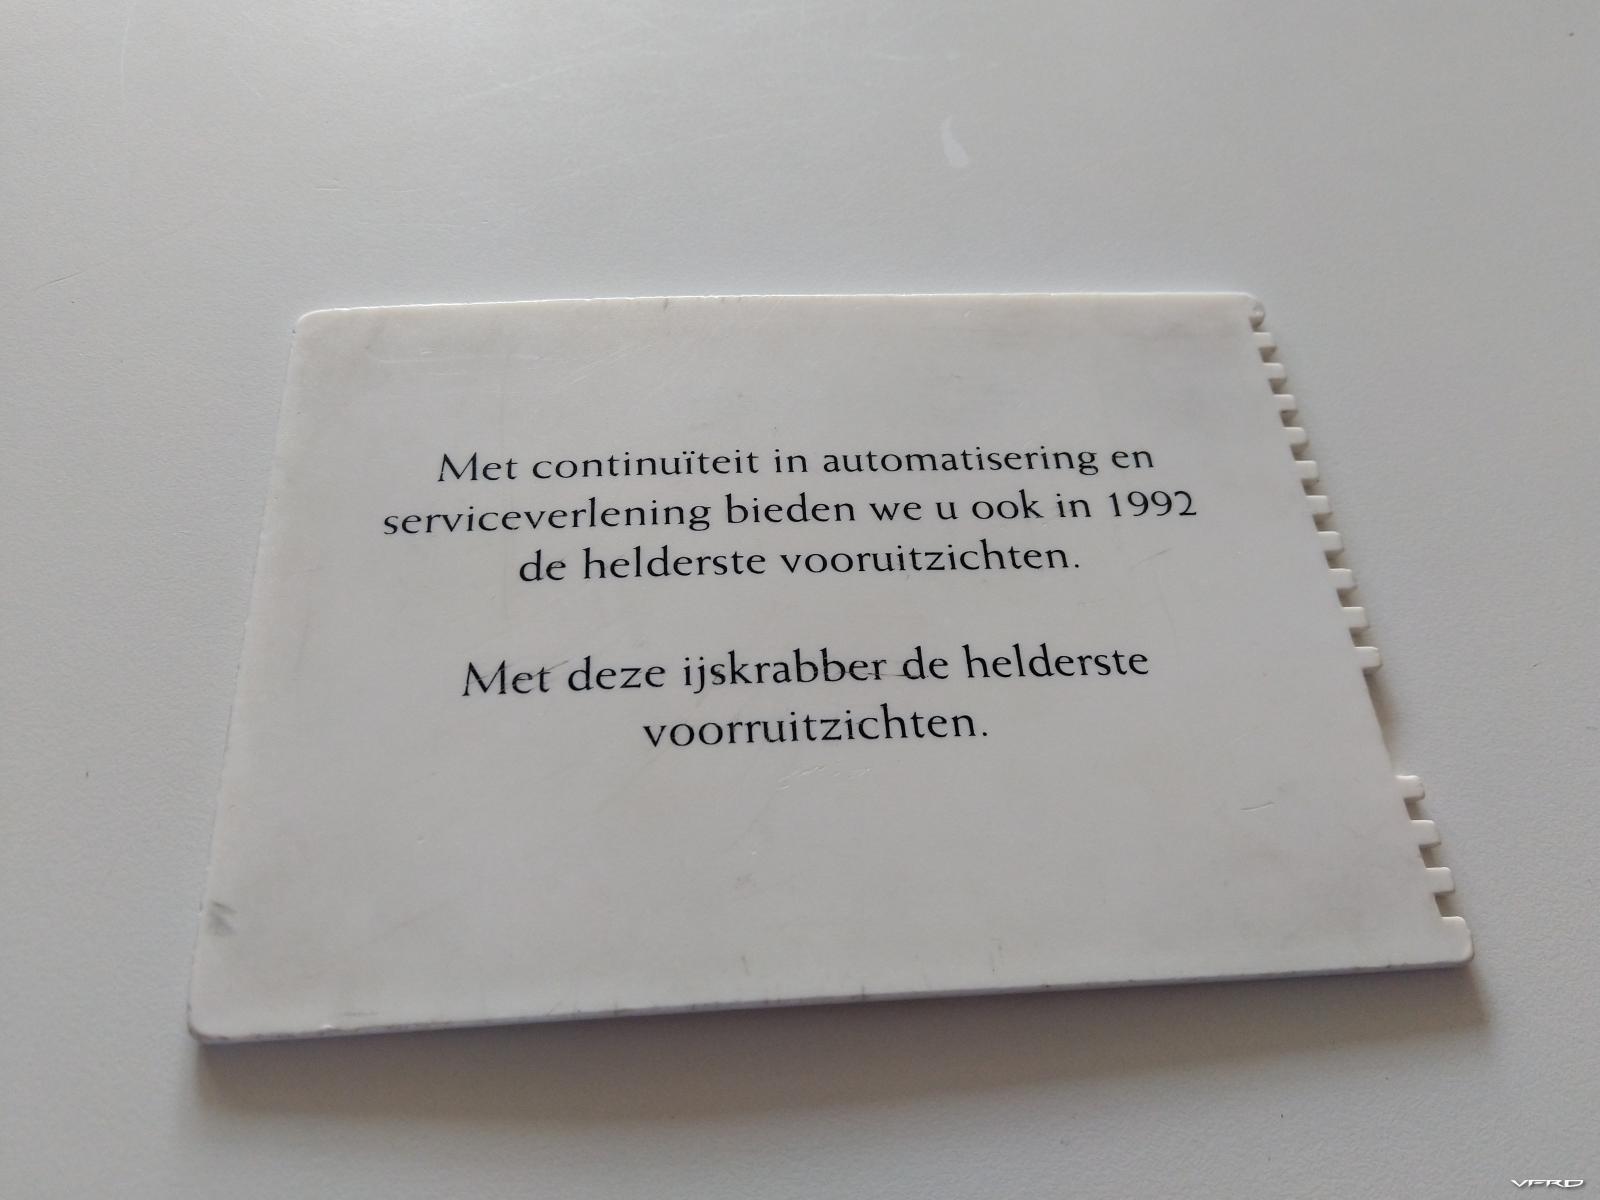 Met continuïteit in automatisering en
serviceverlening bieden we u ook in 1992
de helderste vooruitzichten.
Met deze ijskrabber de helderste
voorruitzichten.
VFRD